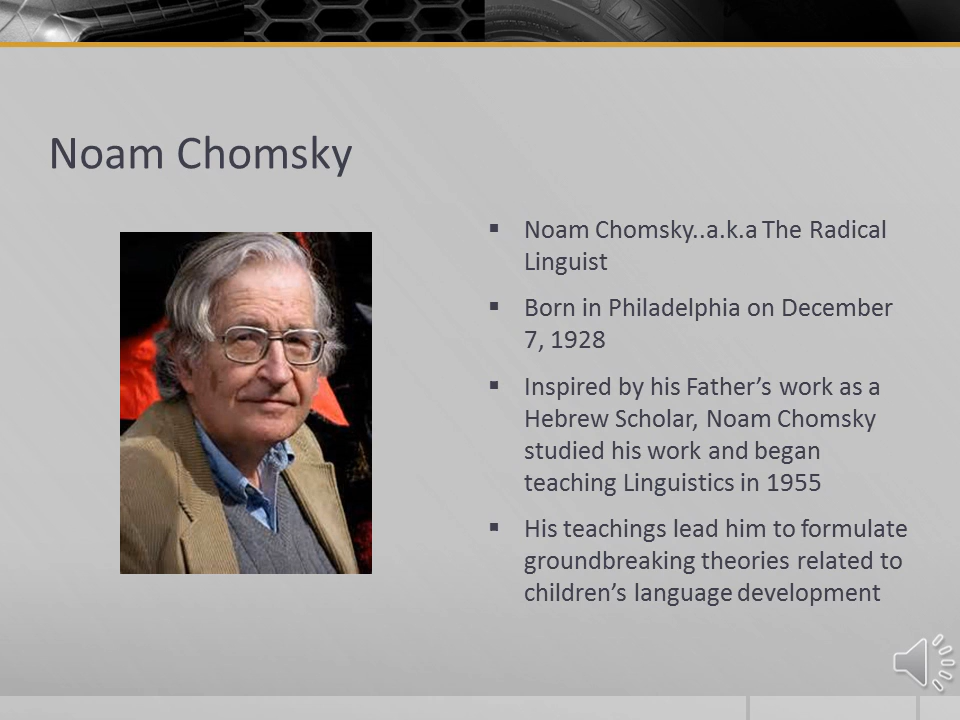 Noam Chomsky
▪ Noam Chomsky..a.k.a The Radical
Linguist
▪ Born in Philadelphia on December
7, 1928
▪ Inspired by his Father’s work as a
Hebrew Scholar, Noam Chomsky
studied his work and began
teaching Linguistics in 1955
▪ His teachings lead him to formulate
groundbreaking theories related to
children’s language development